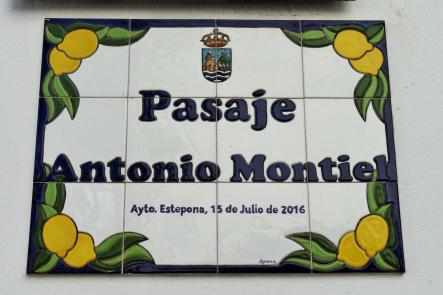 Pasaje
Antonio Montiel
Ayto. Estepona, 15 de Julio de 2016